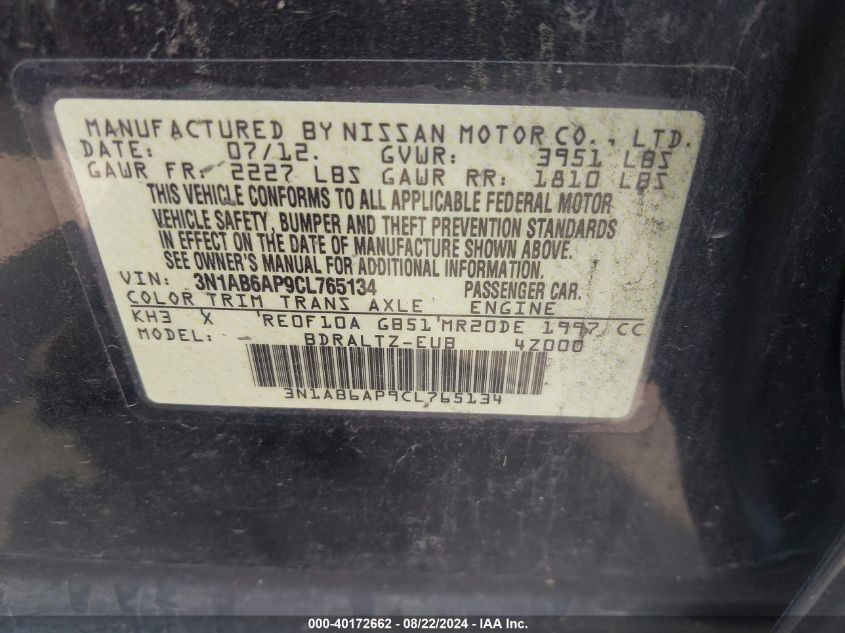 MANUFACTURED BY NISSAN MOTOR CO., LTD.
DATE: 07/12. GVWR: 3951 LBS
GAWR FR: 2227 LBS GAWR RR: 1810 LBS
THIS VEHICLE CONFORMS TO ALL APPLICABLE FEDERAL MOTOR
VEHICLE SAFETY, BUMPER AND THEFT PREVENTION STANDARDS
IN EFFECT ON THE DATE OF MANUFACTURE SHOWN ABOVE.
SEE OWNER'S MANUAL FOR ADDITIONAL INFORMATION.
VIN: 3N1AB6AP9CL765134 PASSENGER CAR.
COLOR TRIM TRANS AXLE ENGINE
KH3 X RE0F10A GB51 MR20DE 1997 CC
MODEL: BDRALTZ-EUB 4Z000
3N1AB6AP9CL765134
000-40172662 - 08/22/2024 - IAA Inc.